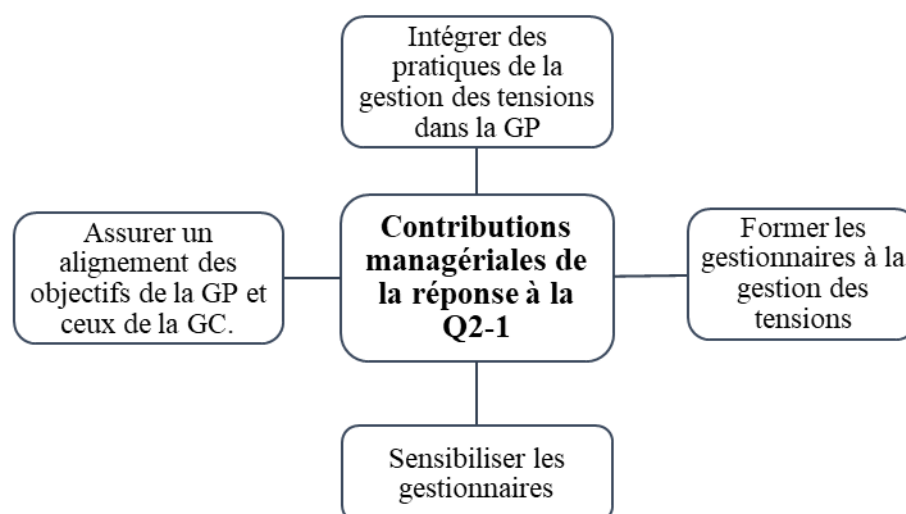 Intégrer des
pratiques de la
gestion des tensions
dans la GP
Assurer un
alignement des
objectifs de la GP et
ceux de la GC.
Contributions
managériales de
la réponse à la
Q2-1
Former les
gestionnaires à la
gestion des
tensions
Sensibiliser les
gestionnaires